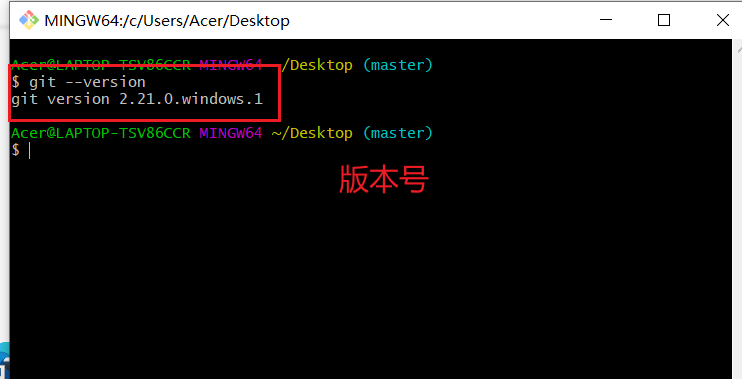 MINGW64:/c/Users/Acer/Desktop
Acer@LAPTOP-TSV86CCR MINGW64 ~/Desktop (master)
$ git --version
git version 2.21.0.windows.1
Acer@LAPTOP-TSV86CCR MINGW64 ~/Desktop (master)
$
版本号